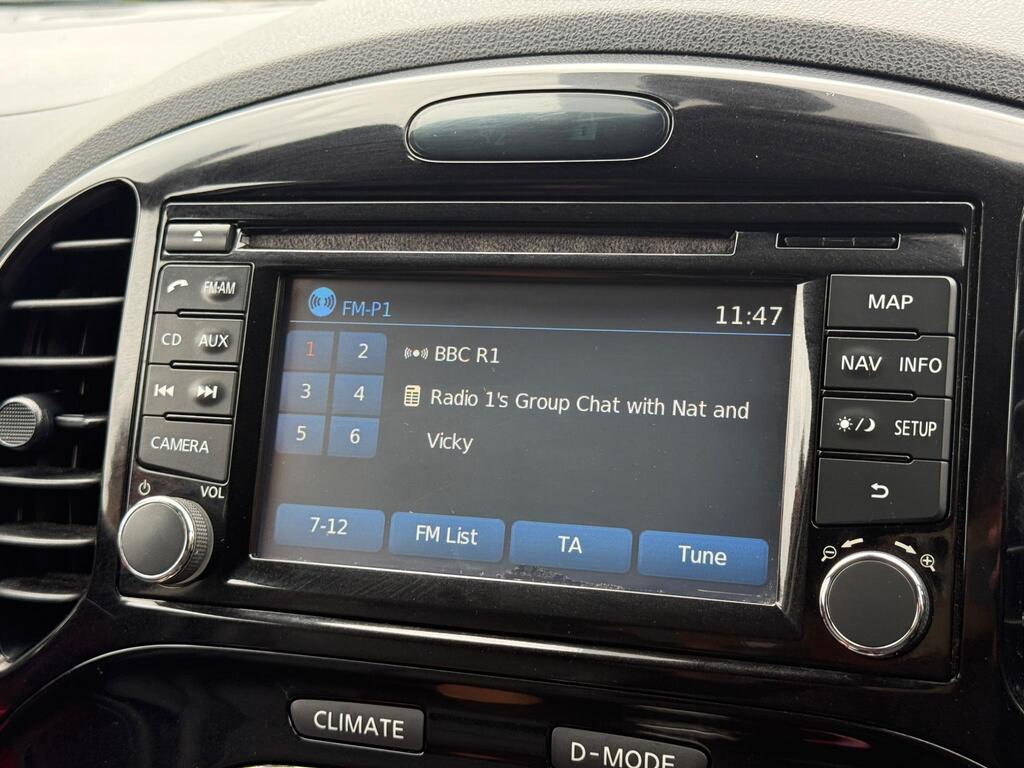 FM-AM
CD AUX
CAMERA
VOL
FM-P1
11:47
1 2
3 4
5 6
BBC R1
Radio 1's Group Chat with Nat and
Vicky
7-12 FM List TA Tune
MAP
NAV INFO
SETUP
CLIMATE
D-MODE